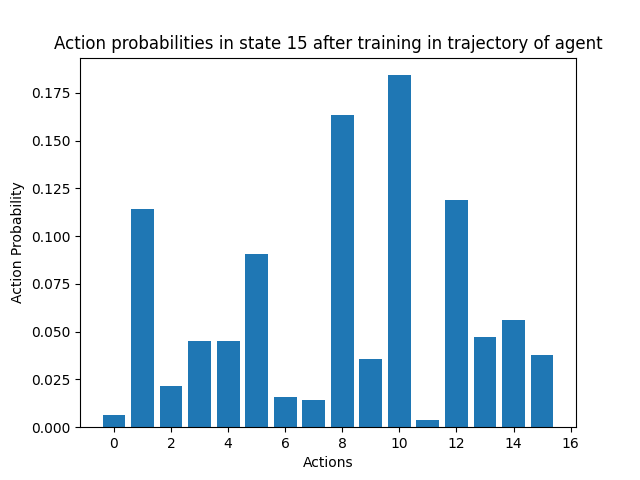 Action probabilities in state 15 after training in trajectory of agent
0.175
0.150
0.125
0.100
0.075
0.050
0.025
0.000
Action Probability
0 2 4 6 8 10 12 14 16
Actions